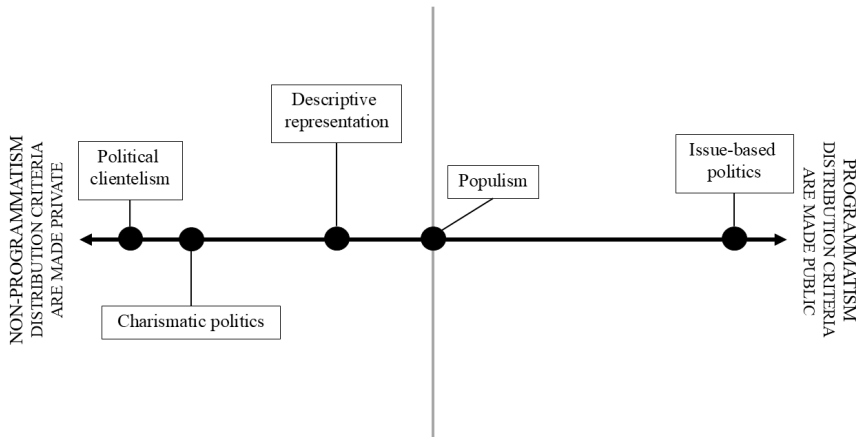 NON-PROGRAMMATISM
DISTRIBUTION CRITERIA
ARE MADE PRIVATE
Political
clientelism
Charismatic politics
Descriptive
representation
Populism
Issue-based
politics
PROGRAMMATISM
DISTRIBUTION CRITERIA
ARE MADE PUBLIC